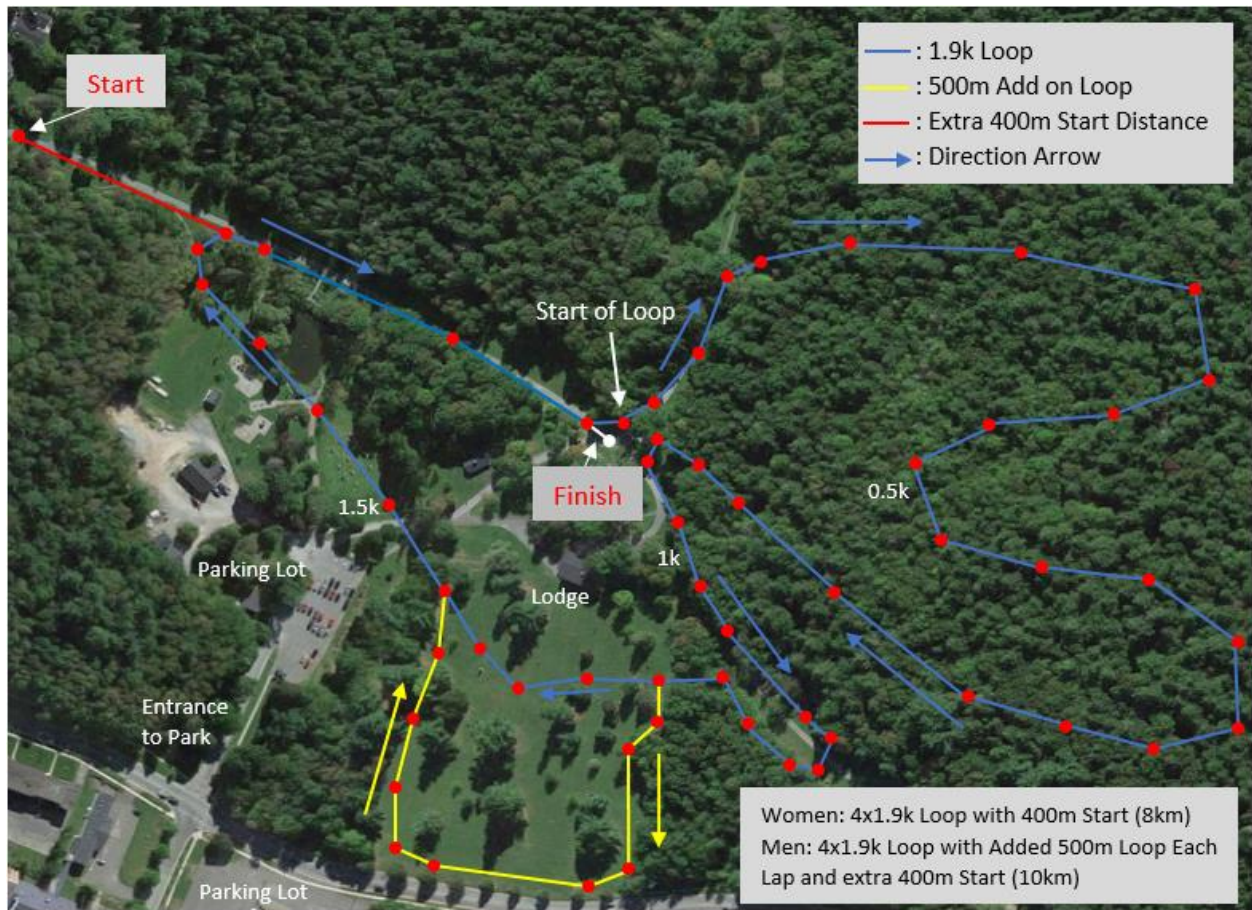 Start
: 1.9k Loop
: 500m Add on Loop
: Extra 400m Start Distance
: Direction Arrow
Start of Loop
Finish
0.5k
1.5k
1k
Parking Lot
Lodge
Entrance
to Park
Parking Lot
Women: 4x1.9k Loop with 400m Start (8km)
Men: 4x1.9k Loop with Added 500m Loop Each
Lap and extra 400m Start (10km)